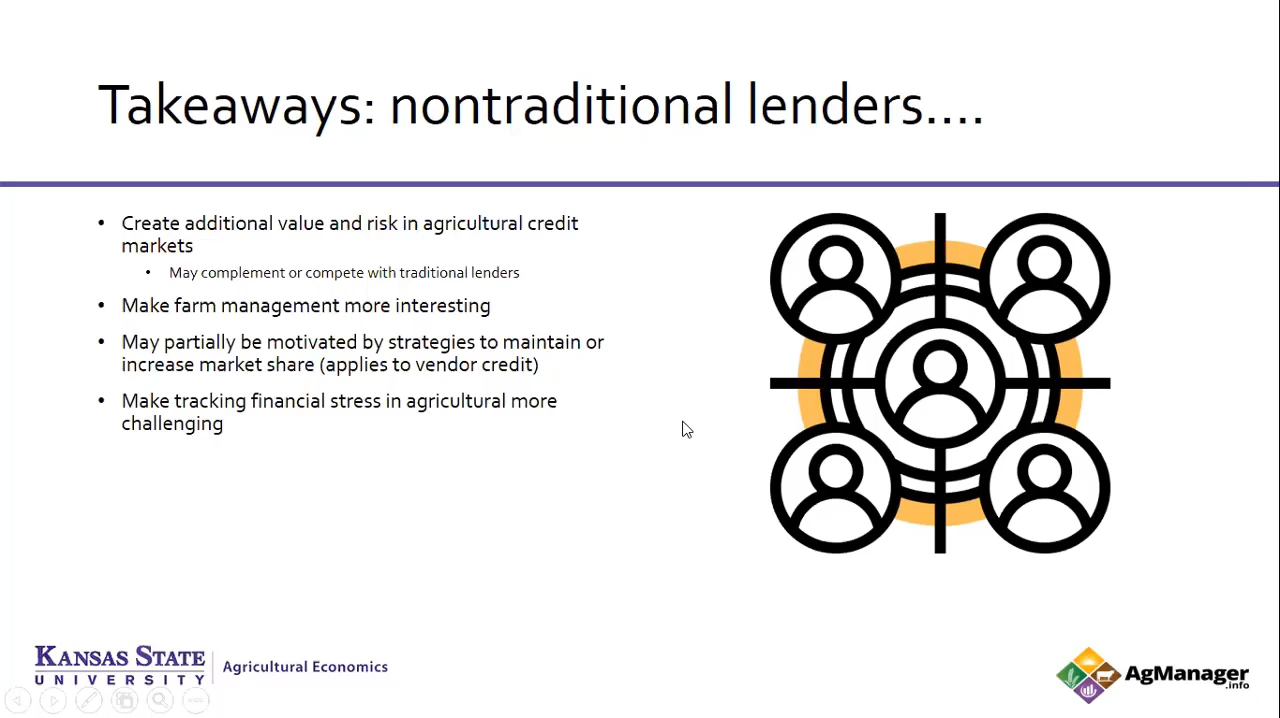 Takeaways: nontraditional lenders....
• Create additional value and risk in agricultural credit
markets
• May complement or compete with traditional lenders
• Make farm management more interesting
• May partially be motivated by strategies to maintain or
increase market share (applies to vendor credit)
• Make tracking financial stress in agricultural more
challenging
KANSAS STATE
UNIVERSITY
Agricultural Economics
AgManager
.info